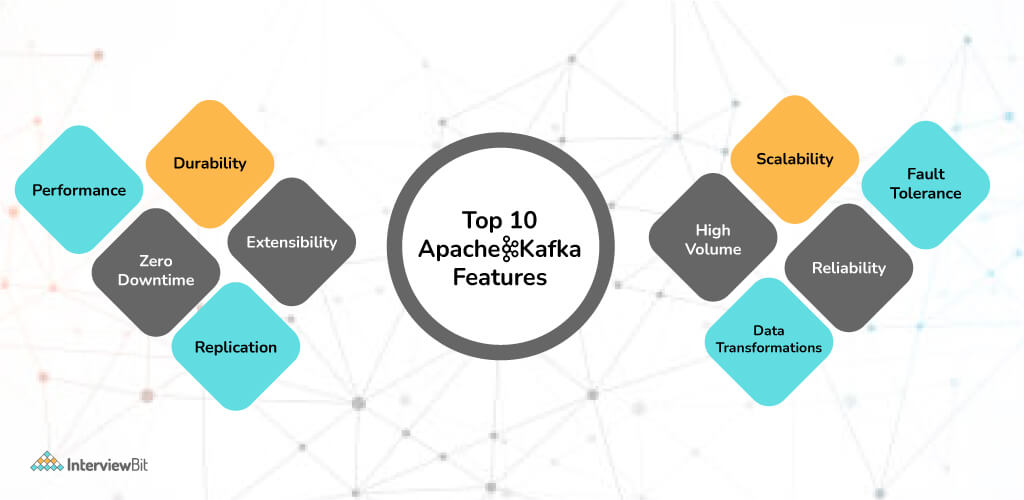 Performance
Durability
Zero
Downtime
Extensibility
Replication
Top 10
Apache Kafka
Features
Scalability
Fault
Tolerance
High
Volume
Reliability
Data
Transformations
InterviewBit